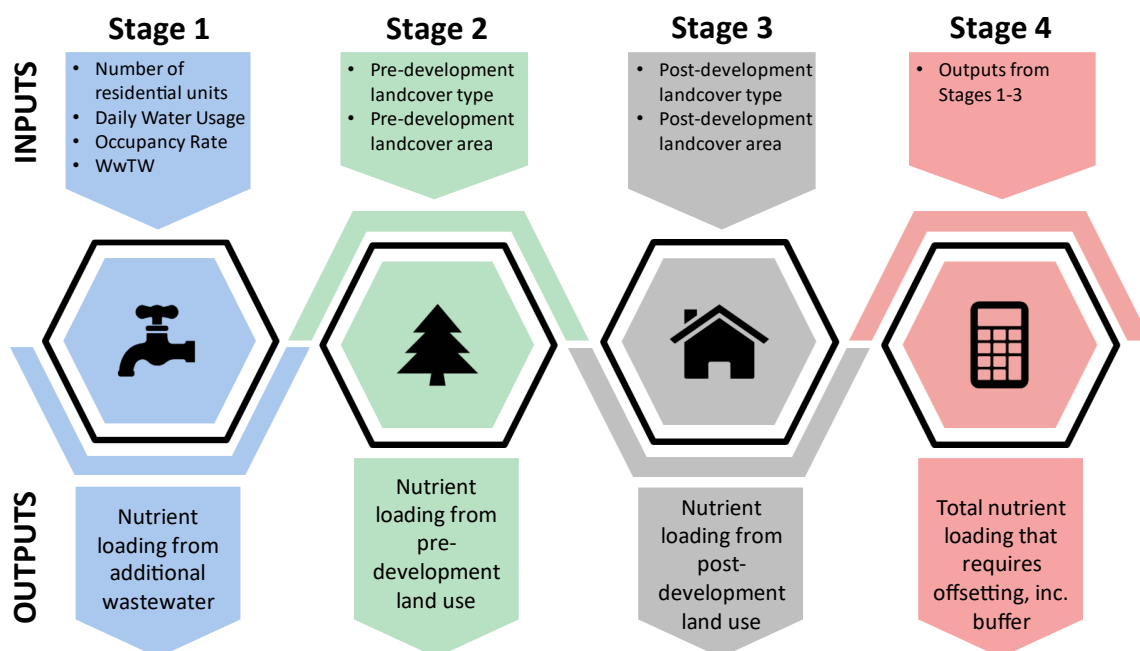 Stage 1
Stage 2
Stage 3
Stage 4
INPUTS
• Number of
residential units
• Daily Water Usage
• Occupancy Rate
• WwTW
• Pre-development
landcover type
• Pre-development
landcover area
• Post-development
landcover type
• Post-development
landcover area
• Outputs from
Stages 1-3
OUTPUTS
Nutrient
loading from
additional
wastewater
Nutrient
loading from
pre-
development
land use
Nutrient
loading from
post-
development
land use
Total nutrient
loading that
requires
offsetting, inc.
buffer